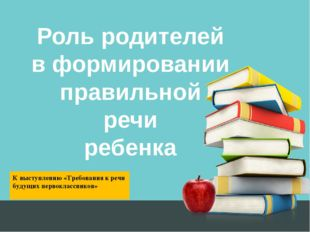 Роль родителей
в формировании
правильной
речи
ребенка
К выступлению «Требования к речи
будущих первоклассников»